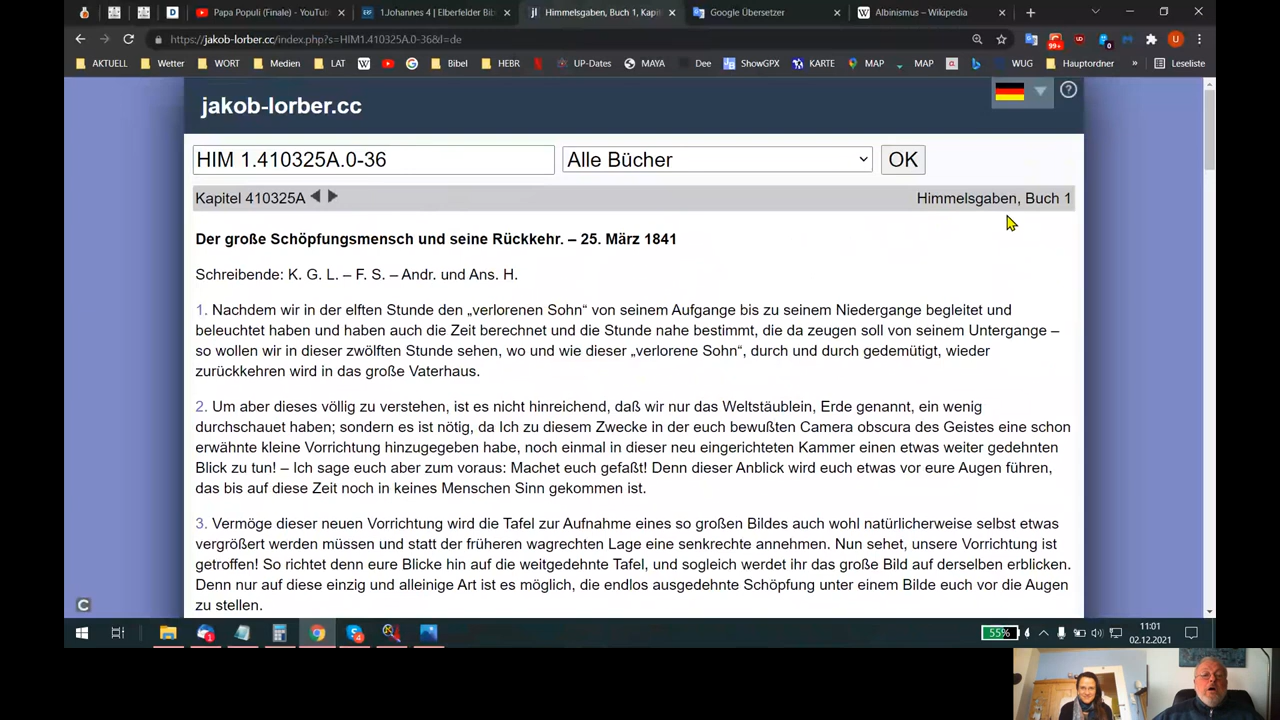 Papa Populi (Finale) - YouTu
1.Johannes 4 | Elberfelder Bib
jl Himmelsgaben, Buch 1, Kapi
Google Übersetzer
W Albinismus – Wikipedia
https://jakob-lorber.cc/index.php?s=HIM1.410325A.0-36&l=de
AKTUELL Wetter WORT Medien LAT Bibel HEBR UP-Dates MAYA Dee ShowGPX KARTE MAP MAP WUG Hauptordner » Leseliste
jakob-lorber.cc
HIM 1.410325A.0-36 Alle Bücher OK
Kapitel 410325A Himmelsgaben, Buch 1
Der große Schöpfungsmensch und seine Rückkehr. – 25. März 1841
Schreibende: K. G. L. – F. S. – Andr. und Ans. H.
1. Nachdem wir in der elften Stunde den „verlorenen Sohn“ von seinem Aufgange bis zu seinem Niedergange begleitet und
beleuchtet haben und haben auch die Zeit berechnet und die Stunde nahe bestimmt, die da zeugen soll von seinem Untergange –
so wollen wir in dieser zwölften Stunde sehen, wo und wie dieser „verlorene Sohn“, durch und durch gedemütigt, wieder
zurückkehren wird in das große Vaterhaus.
2. Um aber dieses völlig zu verstehen, ist es nicht hinreichend, daß wir nur das Weltstäublein, Erde genannt, ein wenig
durchschauet haben; sondern es ist nötig, da Ich zu diesem Zwecke in der euch bewußten Camera obscura des Geistes eine schon
erwähnte kleine Vorrichtung hinzugegeben habe, noch einmal in dieser neu eingerichteten Kammer einen etwas weiter gedehnten
Blick zu tun! – Ich sage euch aber zum voraus: Machet euch gefaßt! Denn dieser Anblick wird euch etwas vor eure Augen führen,
das bis auf diese Zeit noch in keines Menschen Sinn gekommen ist.
3. Vermöge dieser neuen Vorrichtung wird die Tafel zur Aufnahme eines so großen Bildes auch wohl natürlicherweise selbst etwas
vergrößert werden müssen und statt der früheren wagrechten Lage eine senkrechte annehmen. Nun sehet, unsere Vorrichtung ist
getroffen! So richtet denn eure Blicke hin auf die weitgedehnte Tafel, und sogleich werdet ihr das große Bild auf derselben erblicken.
Denn nur auf diese einzig und alleinige Art ist es möglich, die endlos ausgedehnte Schöpfung unter einem Bilde euch vor die Augen
zu stellen.
55%
11:01
02.12.2021